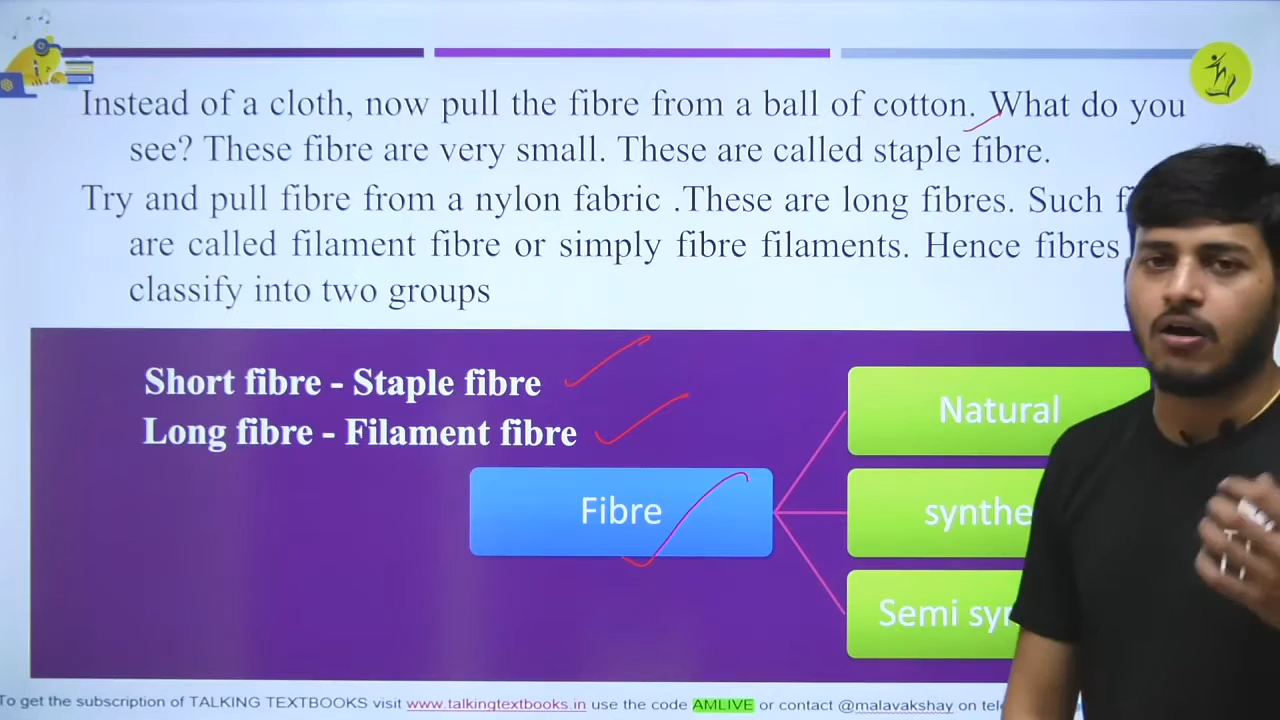 Instead of a cloth, now pull the fibre from a ball of cotton. What do you
see? These fibre are very small. These are called staple fibre.
Try and pull fibre from a nylon fabric .These are long fibres. Such
are called filament fibre or simply fibre filaments. Hence fibres
classify into two groups
Short fibre - Staple fibre
Long fibre - Filament fibre
Natural
Fibre
Semi
To get the subscription of TALKING TEXTBOOKS visit www.talkingtextbooks.in use the code AMLIVE or contact @malavakshay on